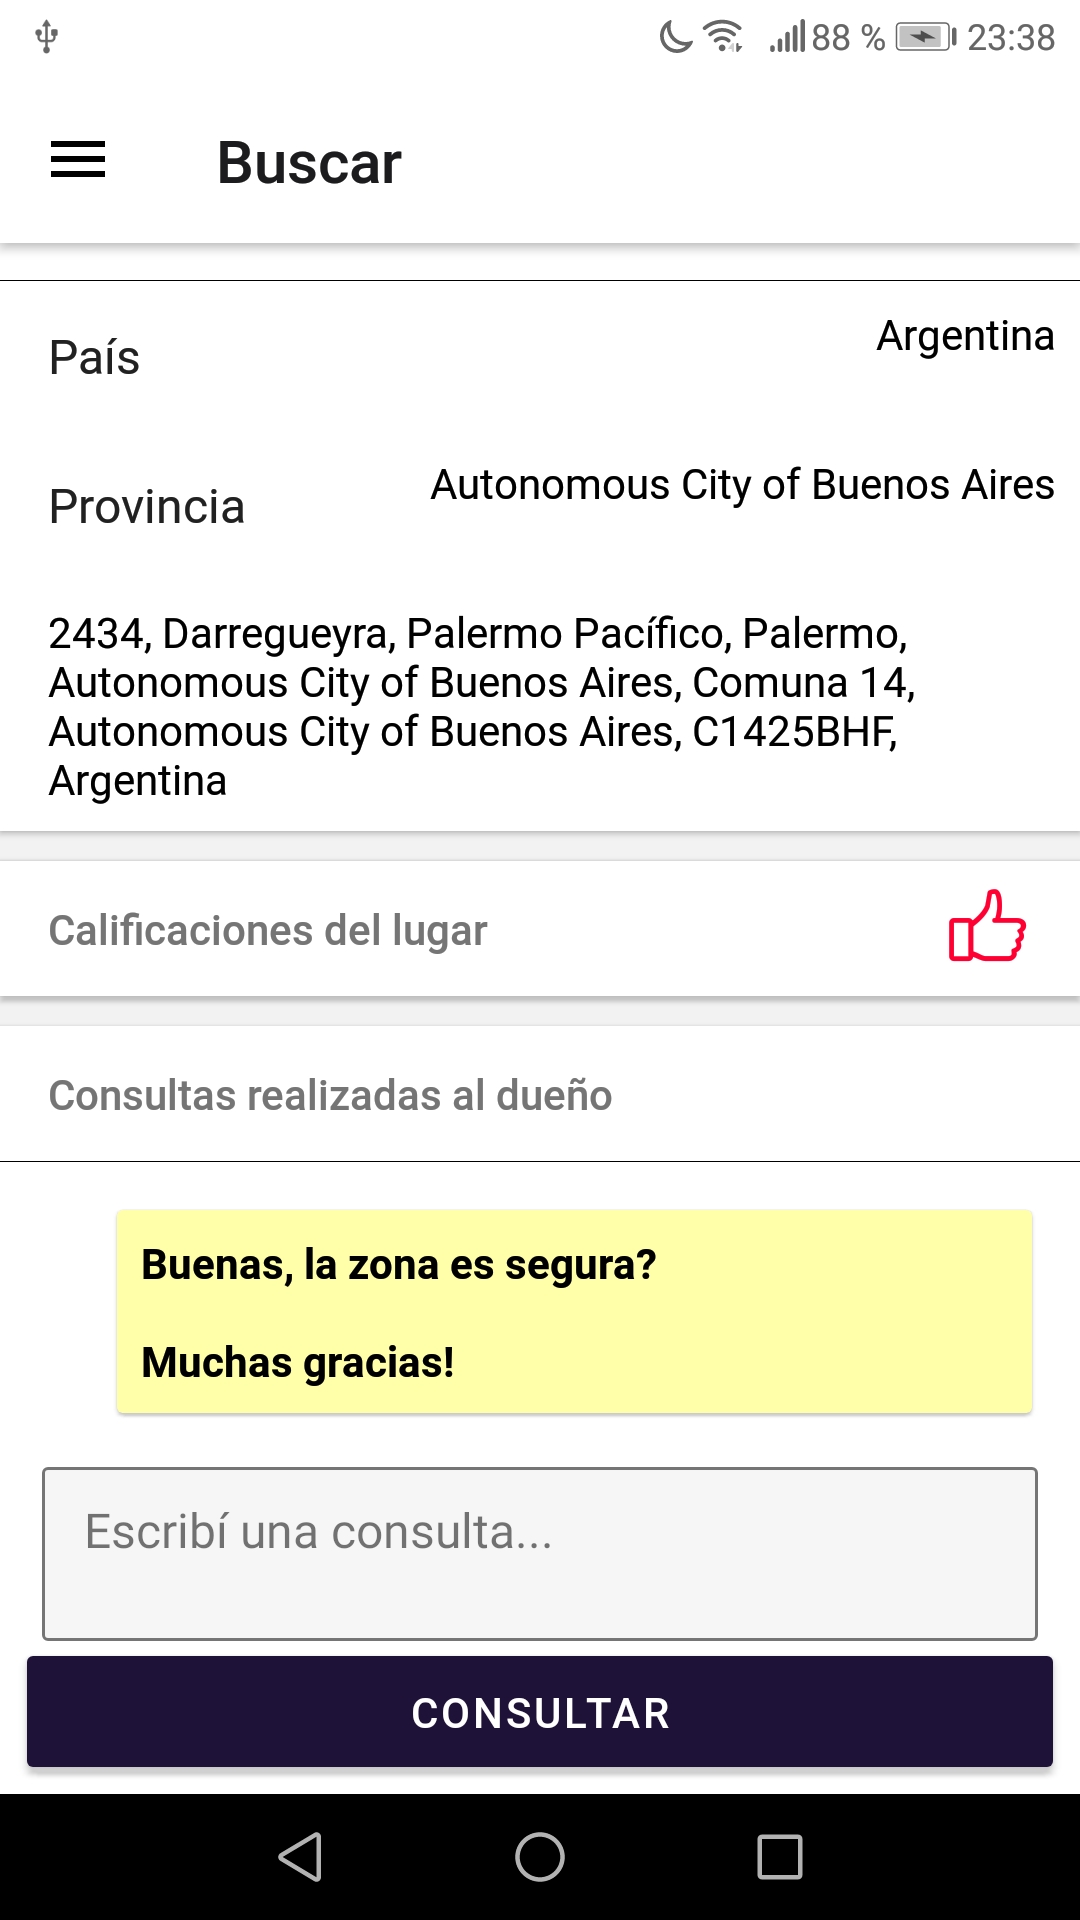 88 % 23:38
Buscar
País
Argentina
Provincia
Autonomous City of Buenos Aires
2434, Darregueyra, Palermo Pacífico, Palermo,
Autonomous City of Buenos Aires, Comuna 14,
Autonomous City of Buenos Aires, C1425BHF,
Argentina
Calificaciones del lugar
Consultas realizadas al dueño
Buenas, la zona es segura?
Muchas gracias!
Escribí una consulta...
CONSULTAR